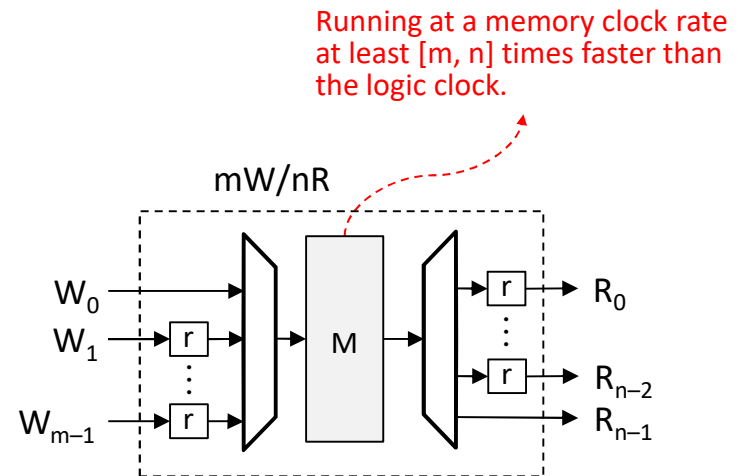 Running at a memory clock rate
at least [m, n] times faster than
the logic clock.
mW/nR
W₀
W₁
r
⋮
r
Wₘ₋₁
M
r
⋮
r
R₀
Rₙ₋₂
Rₙ₋₁